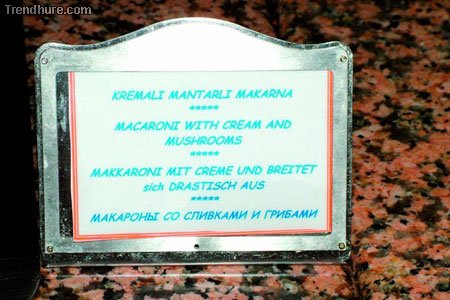 Trendhure.com
KREMALI MANTARLI MAKARNA
*****
MACARONI WITH CREAM AND
MUSHROOMS
*****
MAKKARONI MIT CREME UND BREITET
sich DRASTISCH AUS
*****
МАКАРОНЫ СО СЛИВКАМИ И ГРИБАМИ